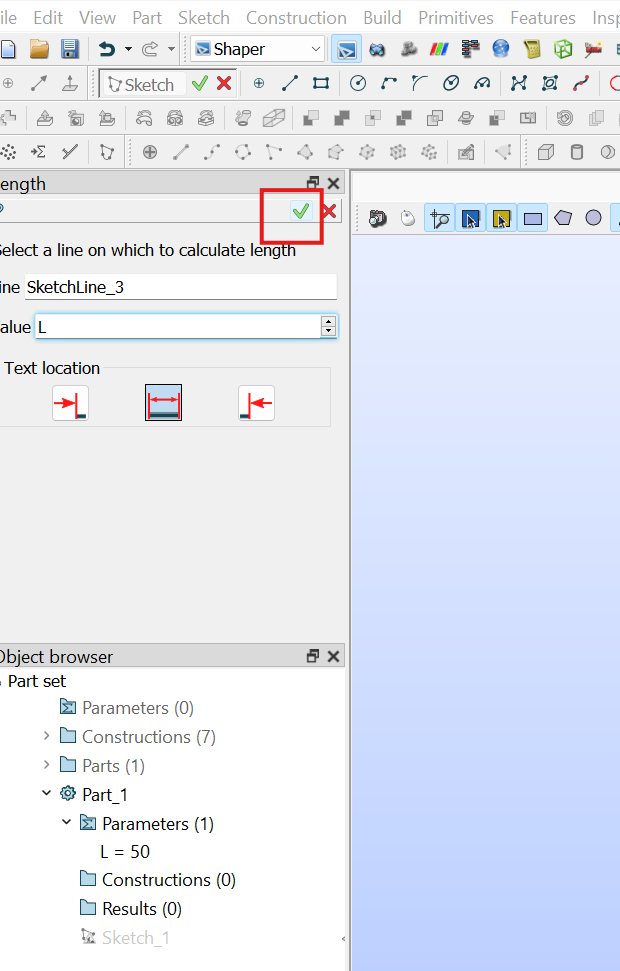 ile Edit View Part Sketch Construction Build Primitives Features Insp
Shaper
Sketch
ength
Select a line on which to calculate length
ine SketchLine_3
alue L
Text location
Object browser
Part set
Parameters (0)
Constructions (7)
Parts (1)
Part_1
Parameters (1)
L = 50
Constructions (0)
Results (0)
Sketch_1